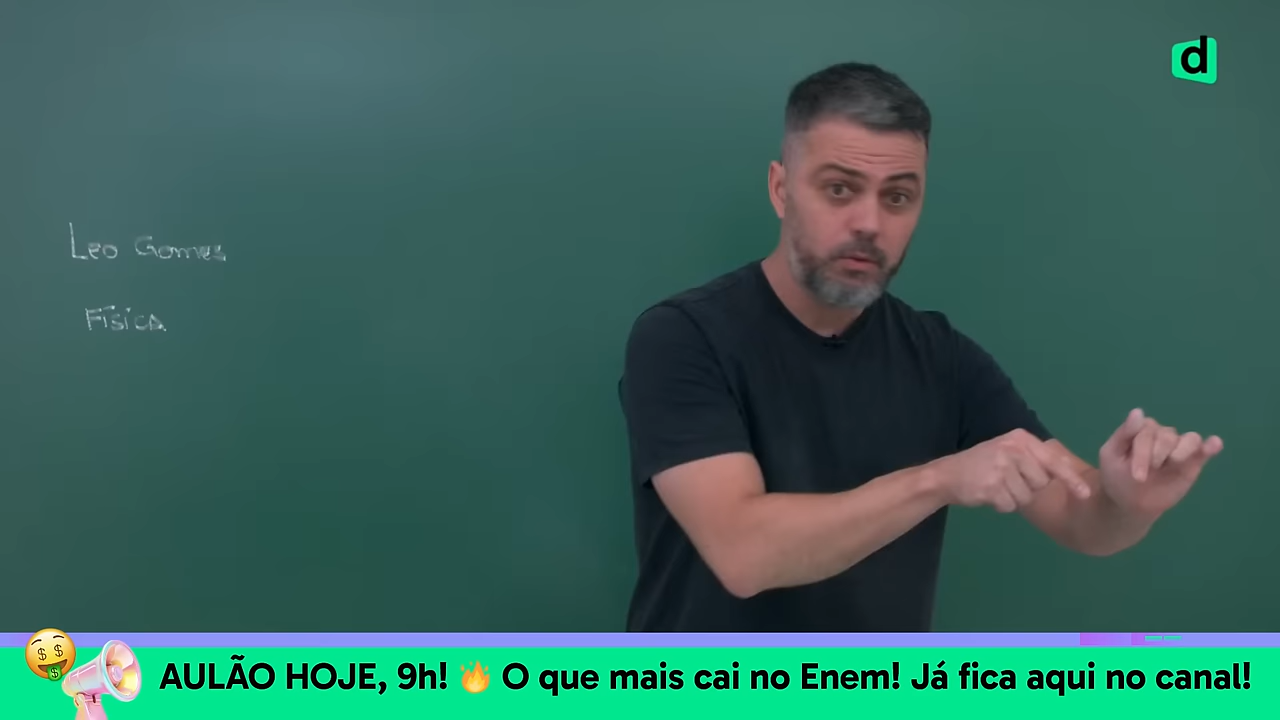 d
Leo Gomes
Física
AULÃO HOJE, 9h! 🔥 O que mais cai no Enem! Já fica aqui no canal!